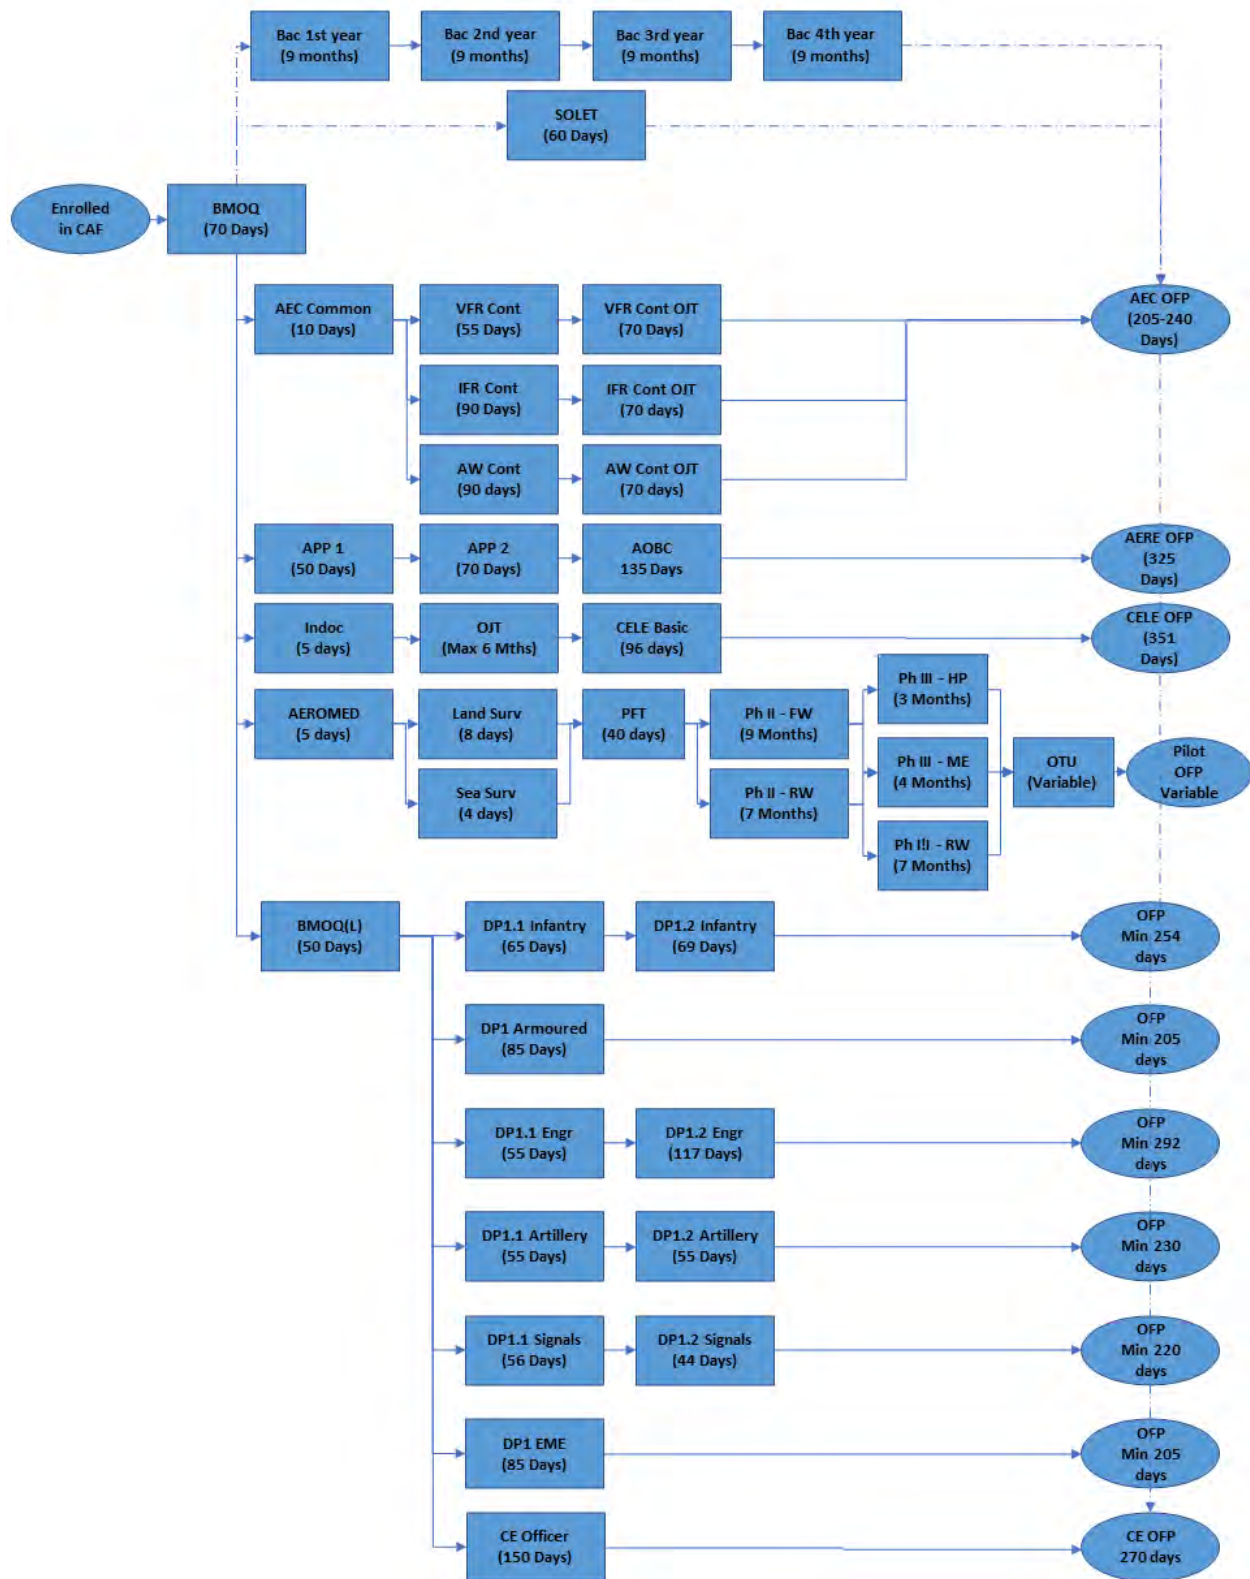 Bac 1st year
(9 months)
Bac 2nd year
(9 months)
Bac 3rd year
(9 months)
Bac 4th year
(9 months)
SOLET
(60 Days)
Enrolled
in CAF
BMOQ
(70 Days)
AEC Common
(10 Days)
VFR Cont
(55 Days)
VFR Cont OJT
(70 Days)
AEC OFP
(205-240
Days)
IFR Cont
(90 Days)
IFR Cont OJT
(70 days)
AW Cont
(90 days)
AW Cont OJT
(70 days)
APP 1
(50 Days)
APP 2
(70 Days)
AOBC
135 Days
AERE OFP
(325
Days)
Indoc
(5 days)
OJT
(Max 6 Mths)
CELE Basic
(96 days)
CELE OFP
(351
Days)
AEROMED
(5 days)
Land Surv
(8 days)
Sea Surv
(4 days)
PFT
(40 days)
Ph II - FW
(9 Months)
Ph II - RW
(7 Months)
Ph III - HP
(3 Months)
Ph III - ME
(4 Months)
Ph I!I - RW
(7 Months)
OTU
(Variable)
Pilot
OFP
Variable
BMOQ(L)
(50 Days)
DP1.1 Infantry
(65 Days)
DP1.2 Infantry
(69 Days)
OFP
Min 254
days
DP1 Armoured
(85 Days)
OFP
Min 205
days
DP1.1 Engr
(55 Days)
DP1.2 Engr
(117 Days)
OFP
Min 292
days
DP1.1 Artillery
(55 Days)
DP1.2 Artillery
(55 Days)
OFP
Min 230
days
DP1.1 Signals
(56 Days)
DP1.2 Signals
(44 Days)
OFP
Min 220
days
DP1 EME
(85 Days)
OFP
Min 205
days
CE Officer
(150 Days)
CE OFP
270 days